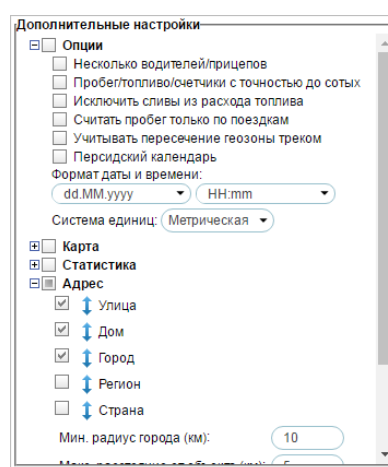 Дополнительные настройки
Опции
Несколько водителей/прицепов
Пробег/топливо/счетчики с точностью до сотых
Исключить сливы из расхода топлива
Считать пробег только по поездкам
Учитывать пересечение геозоны треком
Персидский календарь
Формат даты и времени:
dd.MM.yyyy HH:mm
Система единиц: Метрическая
Карта
Статистика
Адрес
Улица
Дом
Город
Регион
Страна
Мин. радиус города (км): 10